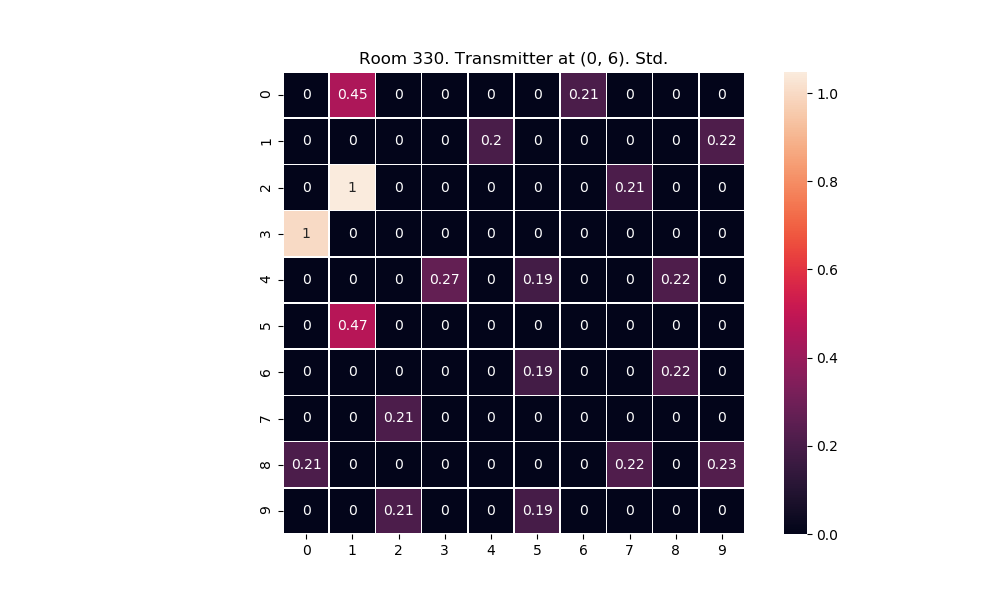 Room 330. Transmitter at (0, 6). Std.
0 0 0.45 0 0 0 0 0.21 0 0 0
1 0 0 0 0 0.2 0 0 0 0 0.22
2 0 1 0 0 0 0 0 0.21 0 0
3 1 0 0 0 0 0 0 0 0 0
4 0 0 0 0.27 0 0.19 0 0 0.22 0
5 0 0.47 0 0 0 0 0 0 0 0
6 0 0 0 0 0 0.19 0 0 0.22 0
7 0 0 0.21 0 0 0 0 0 0 0
8 0.21 0 0 0 0 0 0 0.22 0 0.23
9 0 0 0.21 0 0 0.19 0 0 0 0
0 1 2 3 4 5 6 7 8 9
1.0
0.8
0.6
0.4
0.2
0.0